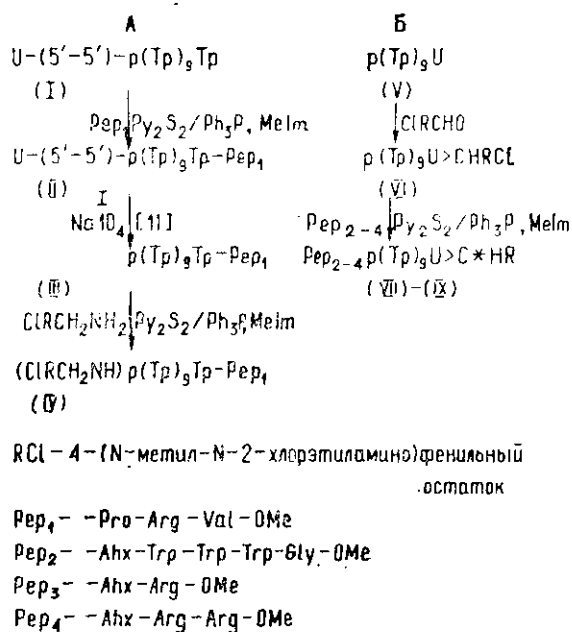 А
U-(5′-5′)-p(Tp)₉Tp
(I)
Pep₁ Py₂S₂/Ph₃P, MeIm
U-(5′-5′)-p(Tp)₉Tp-Pep₁
(II)
I
NaIO₄ [11]
p(Tp)₉Tp-Pep₁
(III)
ClRCH₂NH₂ Py₂S₂/Ph₃P, MeIm
(ClRCH₂NH)p(Tp)₉Tp-Pep₁
(IV)
Б
p(Tp)₉U
(V)
ClRCHO
p(Tp)₉U>CHRCl
(VI)
Pep₂₋₄ Py₂S₂/Ph₃P, MeIm
Pep₂₋₄p(Tp)₉U>C*HR
(VII)-(IX)
RCl-4-(N-метил-N-2-хлорэтиламино)фенильный
остаток
Pep₁- -Pro-Arg-Val-OMe
Pep₂- -Ahx-Trp-Trp-Trp-Gly-OMe
Pep₃- -Ahx-Arg-OMe
Pep₄- -Ahx-Arg-Arg-OMe